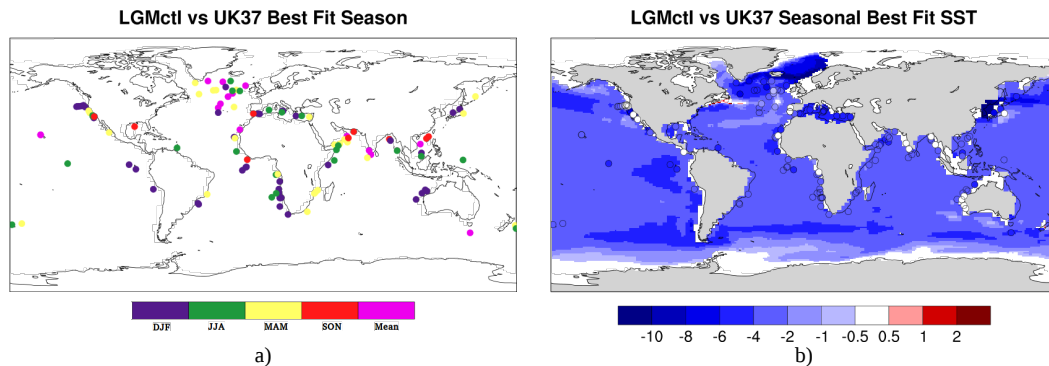 LGMctl vs UK37 Best Fit Season
LGMctl vs UK37 Seasonal Best Fit SST
DJF JJA MAM SON Mean
-10 -8 -6 -4 -2 -1 -0.5 0.5 1 2
a)
b)